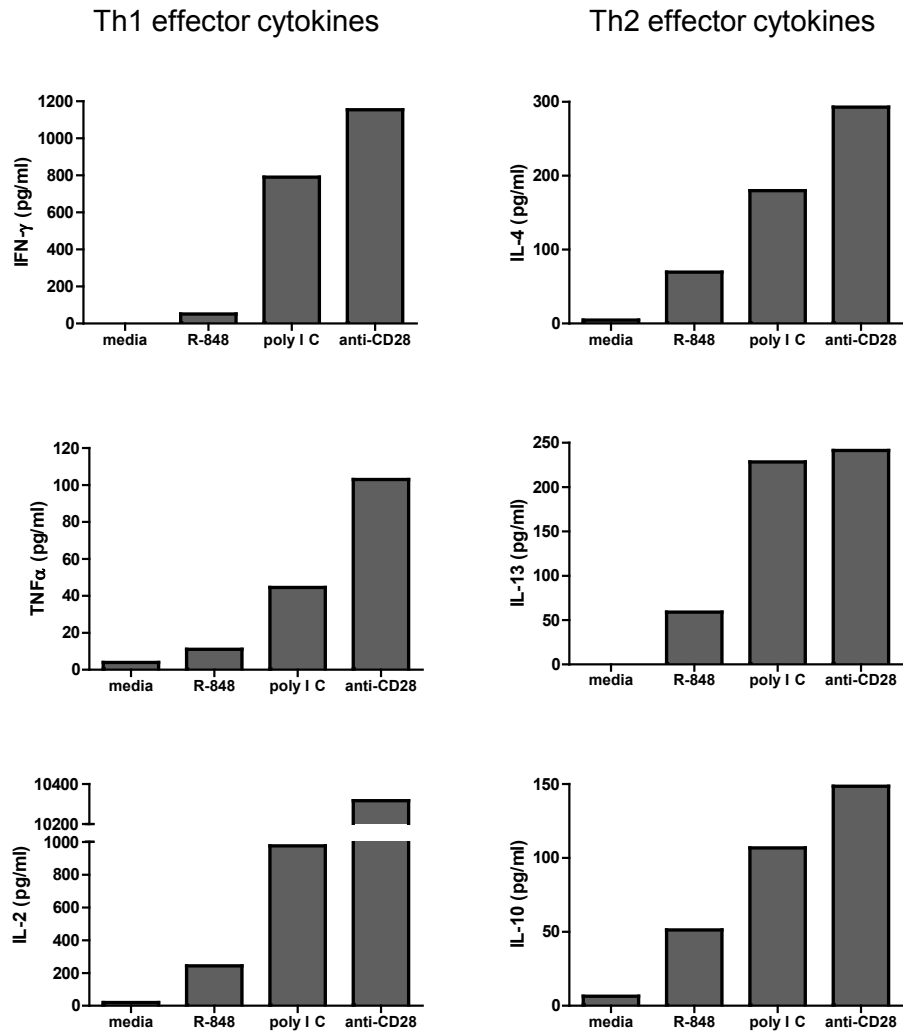 Th1 effector cytokines
Th2 effector cytokines
IFN-γ (pg/ml)
1200
1000
800
600
400
200
0
media R-848 poly I C anti-CD28
IL-4 (pg/ml)
300
200
100
0
media R-848 poly I C anti-CD28
TNFα (pg/ml)
120
100
80
60
40
20
0
media R-848 poly I C anti-CD28
IL-13 (pg/ml)
250
200
150
100
50
0
media R-848 poly I C anti-CD28
IL-2 (pg/ml)
10400
10200
1000
800
600
400
200
0
media R-848 poly I C anti-CD28
IL-10 (pg/ml)
150
100
50
0
media R-848 poly I C anti-CD28